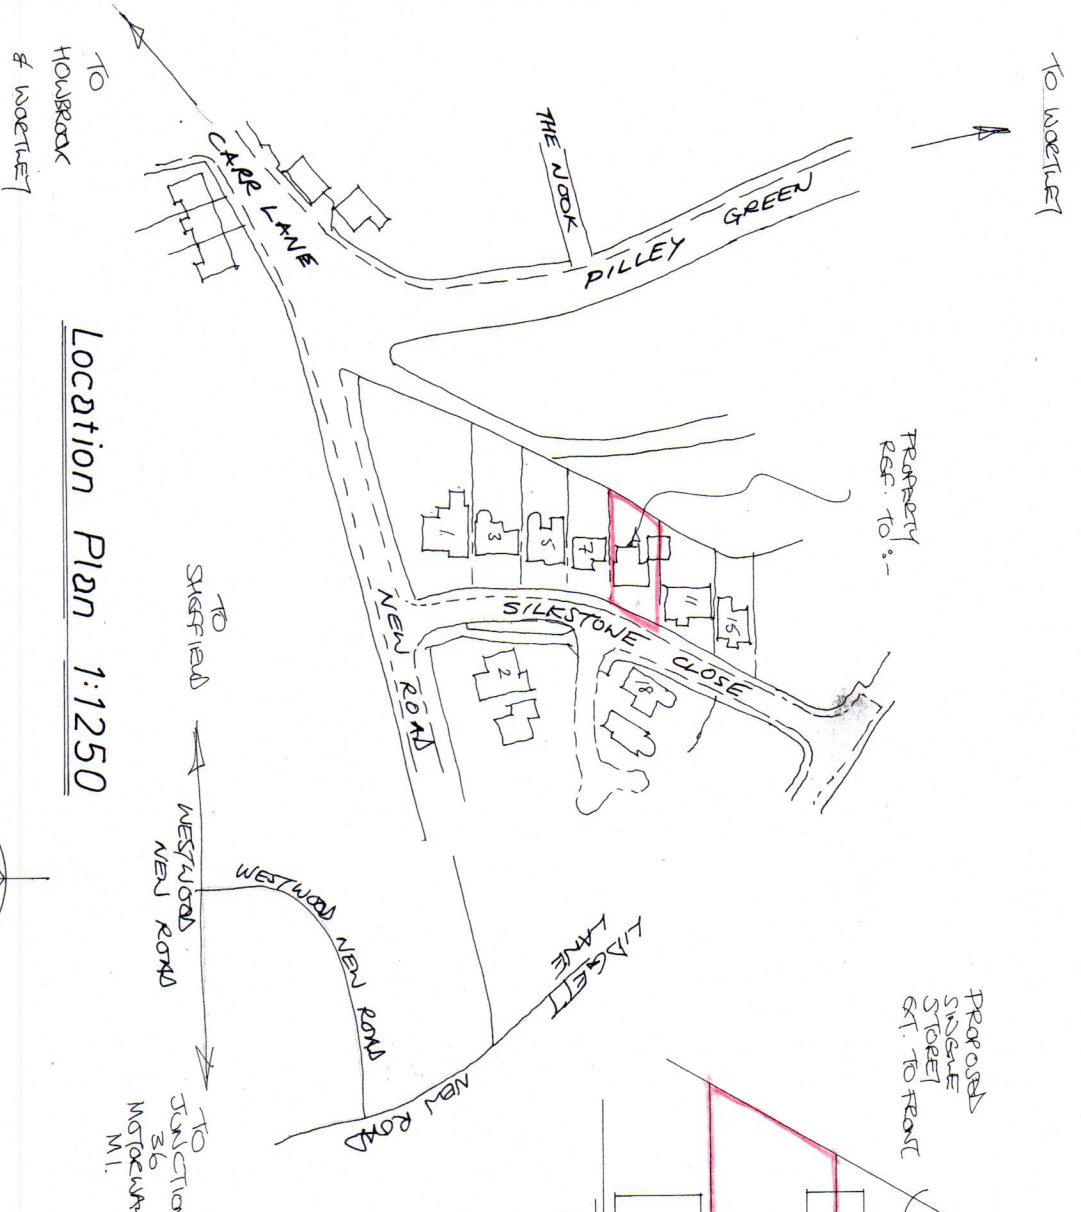 TO WORTLEY
PROPERTY
REF. TO :-
PROPOSED
SINGLE
STOREY
EXT. TO FRONT
THE NOOK
PILLEY GREEN
CARR LANE
TO
HOWBROOK
& WORTLEY
1
3
5
7
11
15
SILKSTONE CLOSE
2
18
NEW ROAD
LIDGETT
LANE
NEW ROAD
WESTWOOD NEW ROAD
TO
SHEFFIELD
WESTWOOD
NEW ROAD
TO
JUNCTION
36
MOTORWA
M1.
Location Plan 1:1250